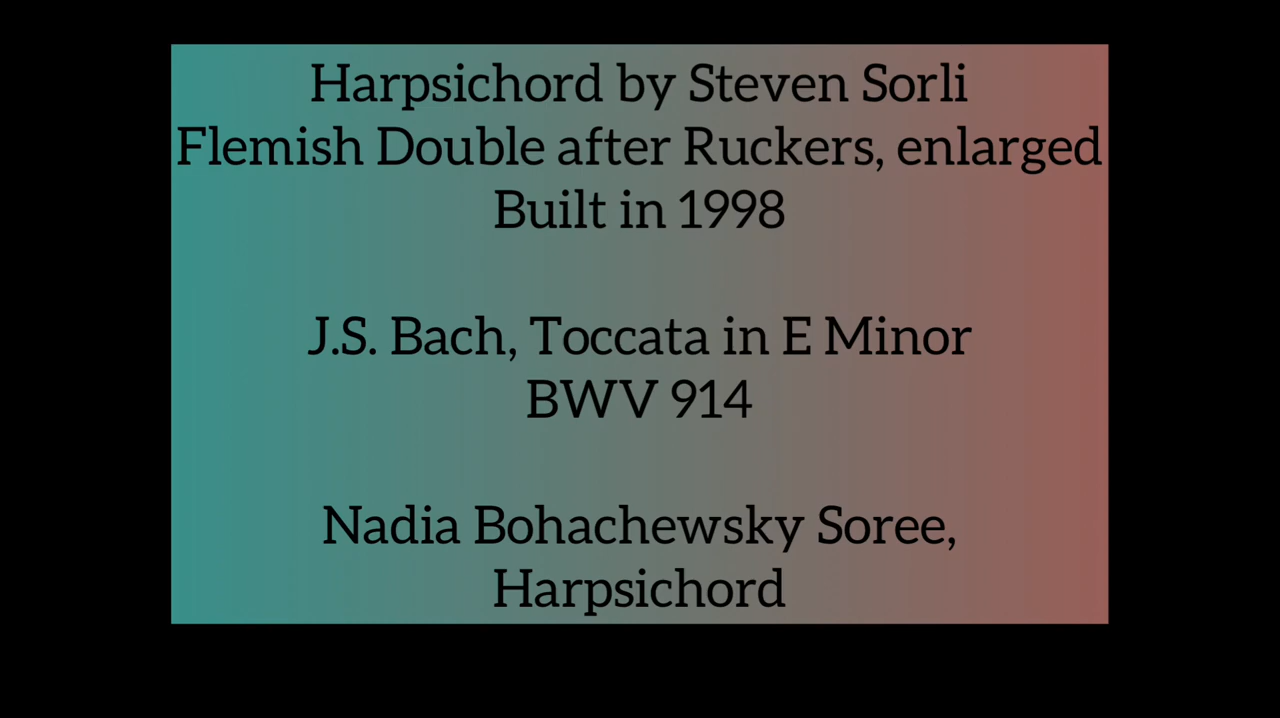 Harpsichord by Steven Sorli
Flemish Double after Ruckers, enlarged
Built in 1998
J.S. Bach, Toccata in E Minor
BWV 914
Nadia Bohachewsky Soree,
Harpsichord